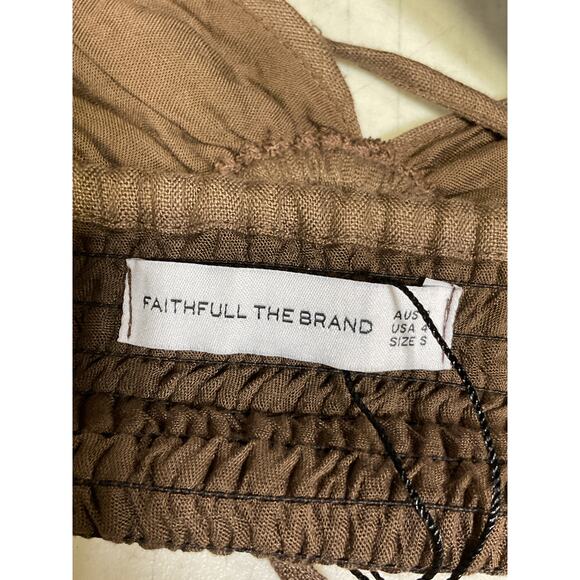 FAITHFULL THE BRAND
AUS
USA 4
SIZE S